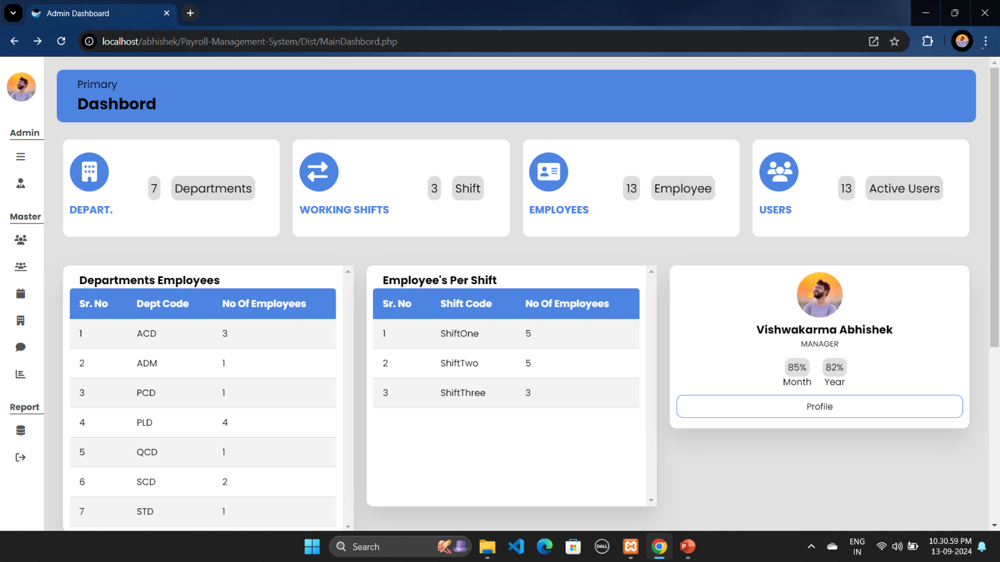 Admin Dashboard
localhost/abhishek/Payroll-Management-System/Dist/MainDashbord.php
Primary
Dashbord
Admin
Master
Report
7 Departments
DEPART.
3 Shift
WORKING SHIFTS
13 Employee
EMPLOYEES
13 Active Users
USERS
Departments Employees
Sr. No Dept Code No Of Employees
1 ACD 3
2 ADM 1
3 PCD 1
4 PLD 4
5 QCD 1
6 SCD 2
7 STD 1
Employee's Per Shift
Sr. No Shift Code No Of Employees
1 ShiftOne 5
2 ShiftTwo 5
3 ShiftThree 3
Vishwakarma Abhishek
MANAGER
85% 82%
Month Year
Profile
Search
DELL
P
ENG
IN
10.30.59 PM
13-09-2024